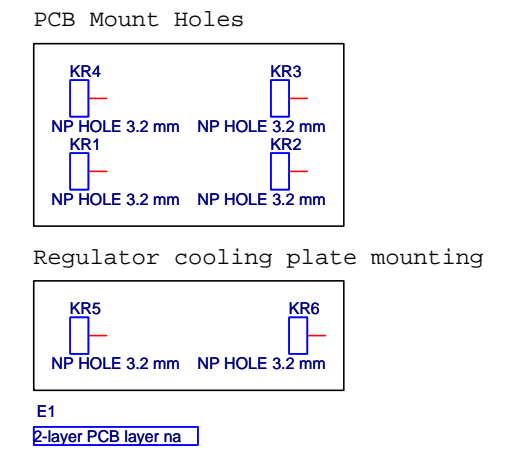 PCB Mount Holes
KR4 KR3
NP HOLE 3.2 mm NP HOLE 3.2 mm
KR1 KR2
NP HOLE 3.2 mm NP HOLE 3.2 mm
Regulator cooling plate mounting
KR5 KR6
NP HOLE 3.2 mm NP HOLE 3.2 mm
E1
2-layer PCB layer na